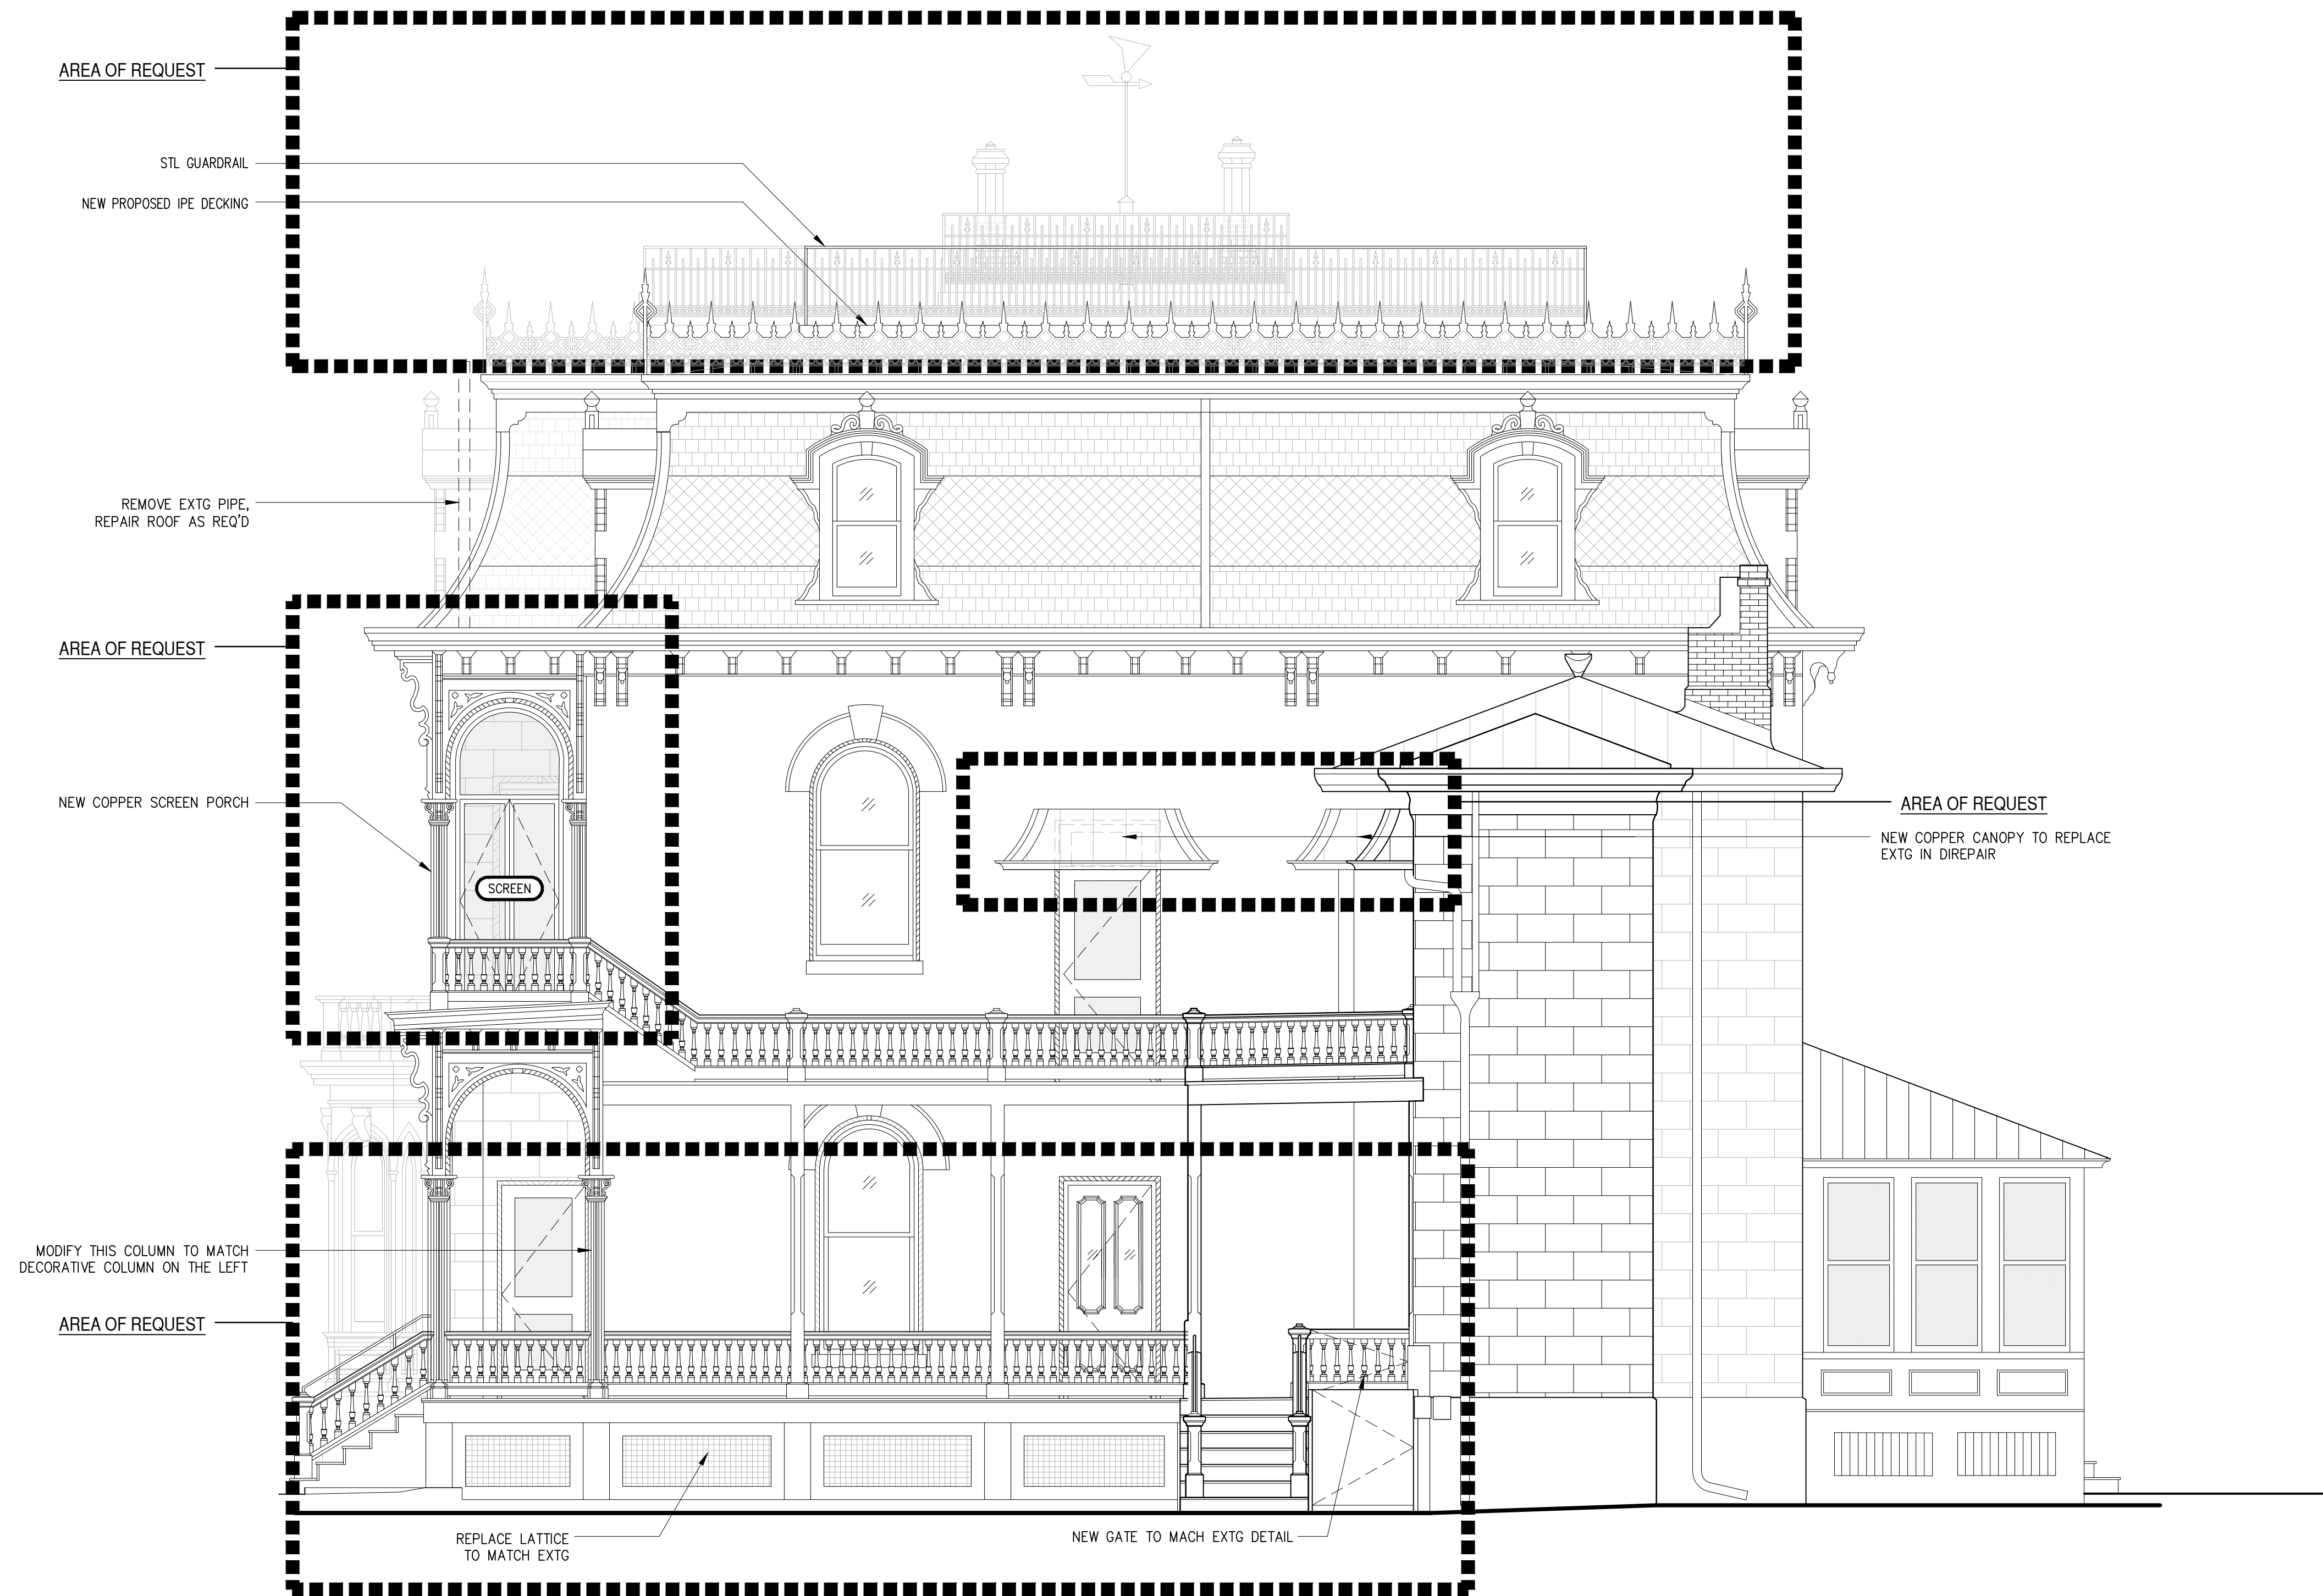 AREA OF REQUEST
STL GUARDRAIL
NEW PROPOSED IPE DECKING
REMOVE EXTG PIPE,
REPAIR ROOF AS REQ'D
AREA OF REQUEST
NEW COPPER SCREEN PORCH
SCREEN
AREA OF REQUEST
NEW COPPER CANOPY TO REPLACE
EXTG IN DIREPAIR
MODIFY THIS COLUMN TO MATCH
DECORATIVE COLUMN ON THE LEFT
AREA OF REQUEST
REPLACE LATTICE
TO MATCH EXTG
NEW GATE TO MACH EXTG DETAIL